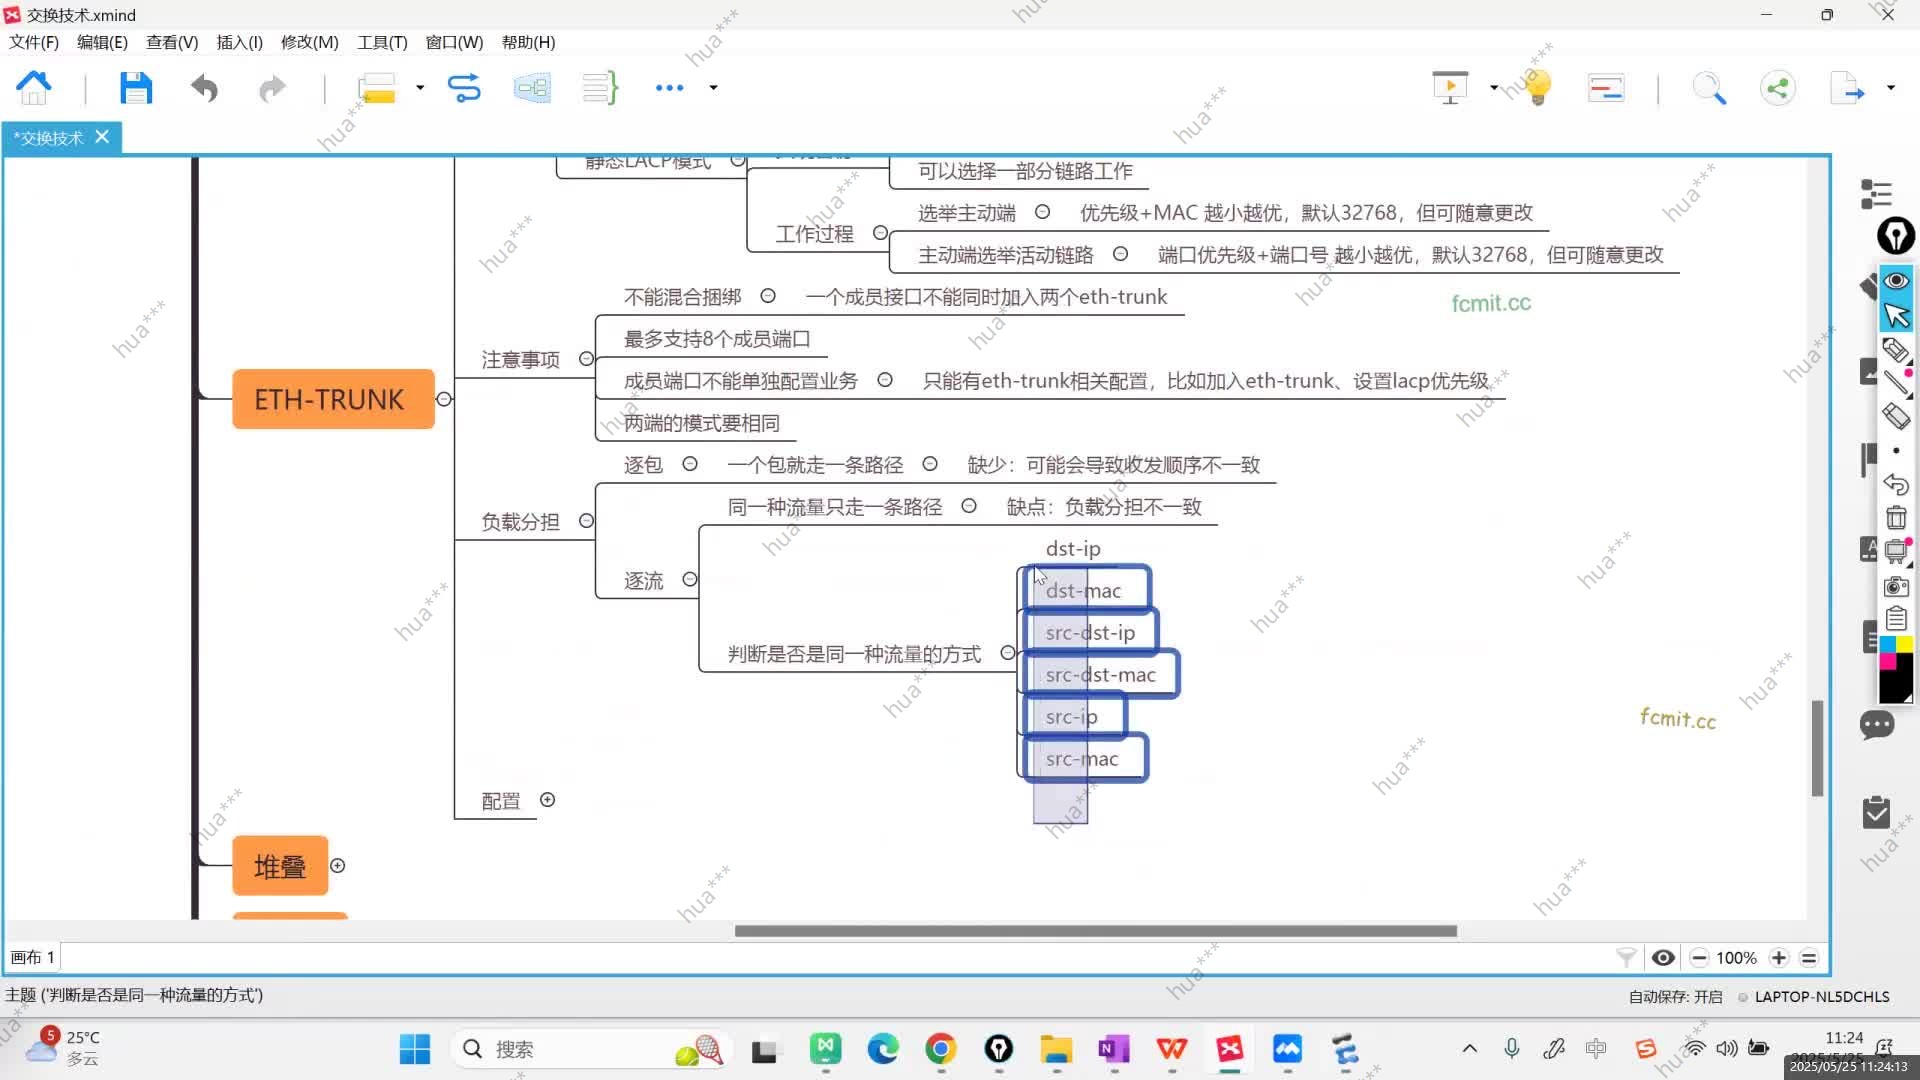 交换技术.xmind
文件(F) 编辑(E) 查看(V) 插入(I) 修改(M) 工具(T) 窗口(W) 帮助(H)
*交换技术
静态LACP模式
可以选择一部分链路工作
选举主动端 优先级+MAC 越小越优，默认32768，但可随意更改
工作过程
主动端选举活动链路 端口优先级+端口号 越小越优，默认32768，但可随意更改
不能混合捆绑 一个成员接口不能同时加入两个eth-trunk
fcmit.cc
最多支持8个成员端口
注意事项
成员端口不能单独配置业务 只能有eth-trunk相关配置，比如加入eth-trunk、设置lacp优先级
ETH-TRUNK
两端的模式要相同
逐包 一个包就走一条路径 缺少：可能会导致收发顺序不一致
同一种流量只走一条路径 缺点：负载分担不一致
负载分担
dst-ip
逐流
dst-mac
src-dst-ip
判断是否是同一种流量的方式
src-dst-mac
src-ip
fcmit.cc
src-mac
配置
堆叠
画布 1
100%
主题 ('判断是否是同一种流量的方式')
自动保存: 开启 LAPTOP-NL5DCHLS
5
25°C
多云
搜索
中
11:24
2025/05/25 11:24:13
hua***